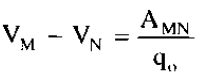 V_M − V_N = A_MN / q_o